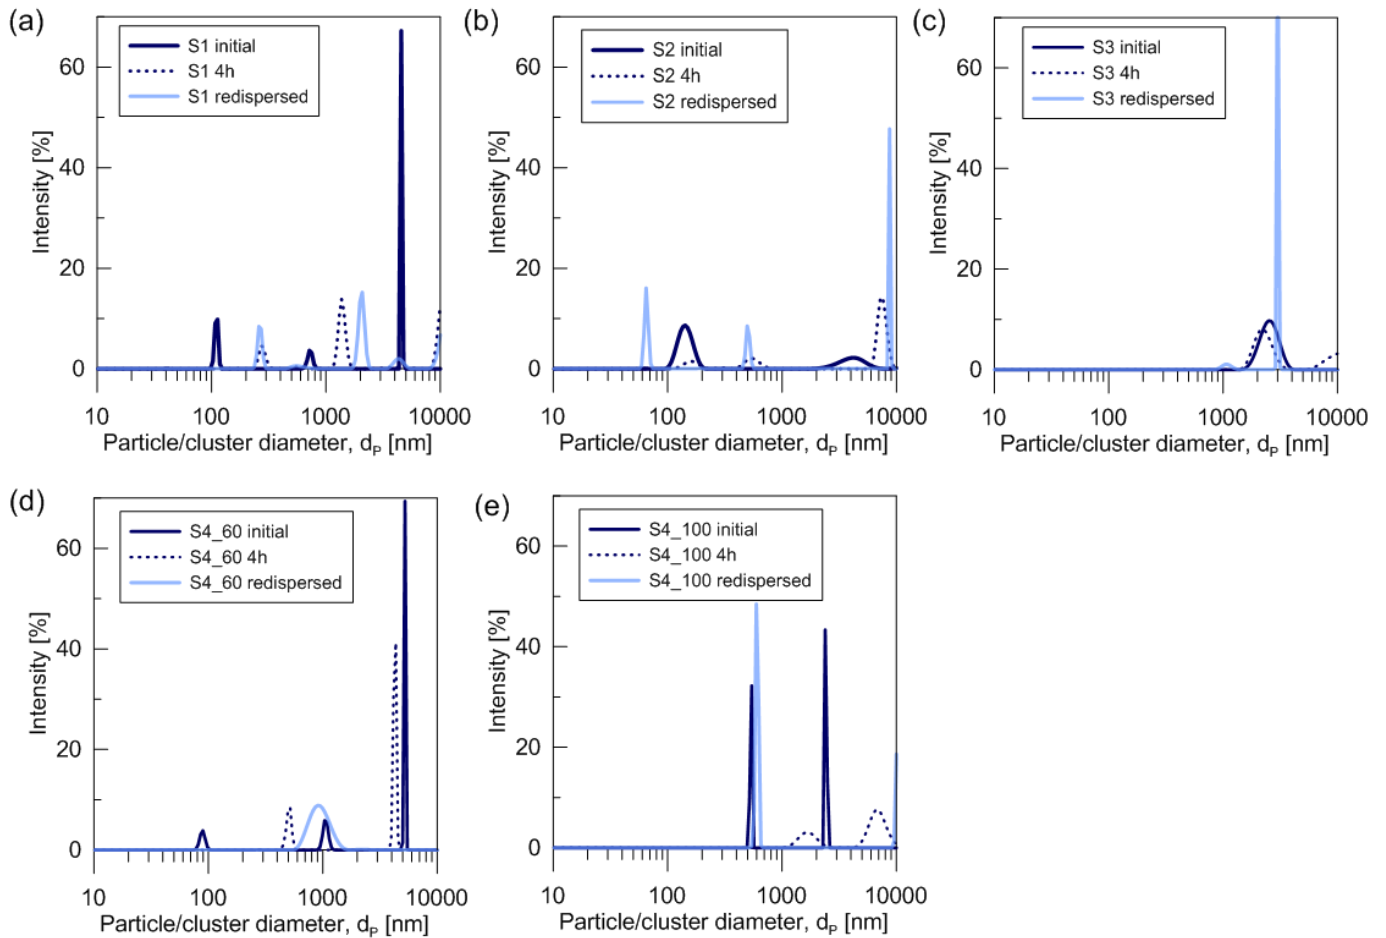 (a)
S1 initial
S1 4h
S1 redispersed
60
40
20
0
Intensity [%]
10 100 1000 10000
Particle/cluster diameter, dP [nm]
(b)
S2 initial
S2 4h
S2 redispersed
60
40
20
0
Intensity [%]
10 100 1000 10000
Particle/cluster diameter, dP [nm]
(c)
S3 initial
S3 4h
S3 redispersed
60
40
20
0
Intensity [%]
10 100 1000 10000
Particle/cluster diameter, dP [nm]
(d)
S4_60 initial
S4_60 4h
S4_60 redispersed
60
40
20
0
Intensity [%]
10 100 1000 10000
Particle/cluster diameter, dP [nm]
(e)
S4_100 initial
S4_100 4h
S4_100 redispersed
60
40
20
0
Intensity [%]
10 100 1000 10000
Particle/cluster diameter, dP [nm]